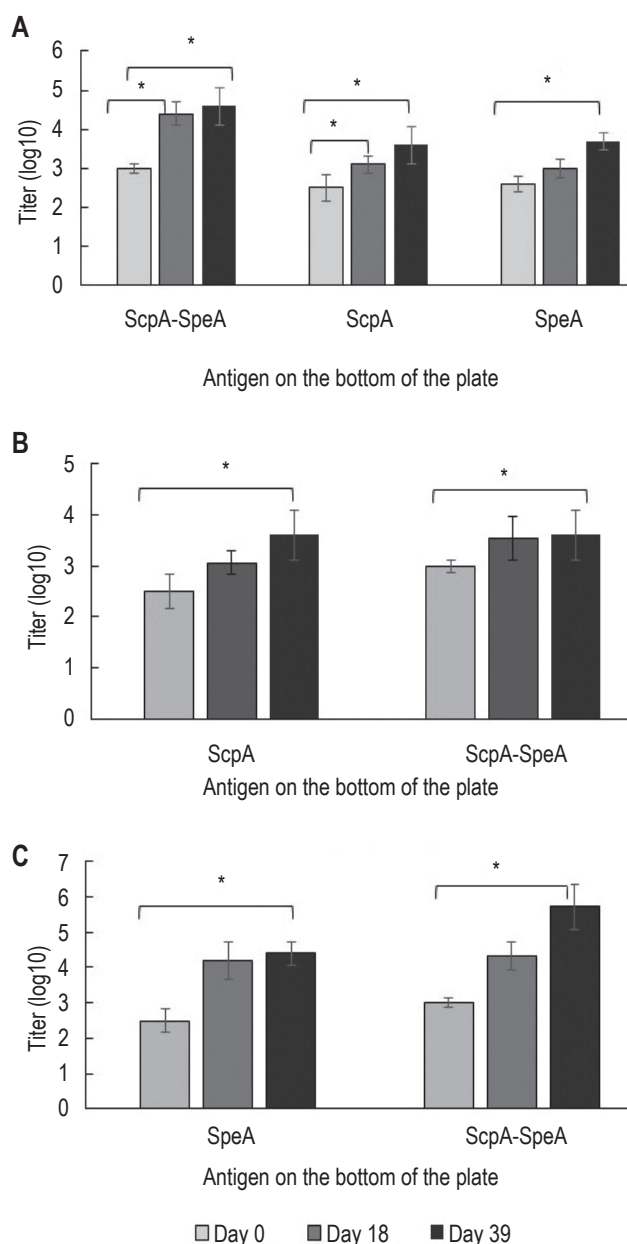 A
* *
* *
*
6
5
4
3
2
1
0
Titer (log10)
ScpA-SpeA ScpA SpeA
Antigen on the bottom of the plate
B
* *
5
4
3
2
1
0
Titer (log10)
ScpA ScpA-SpeA
Antigen on the bottom of the plate
C
* *
7
6
5
4
3
2
1
0
Titer (log10)
SpeA ScpA-SpeA
Antigen on the bottom of the plate
Day 0 Day 18 Day 39